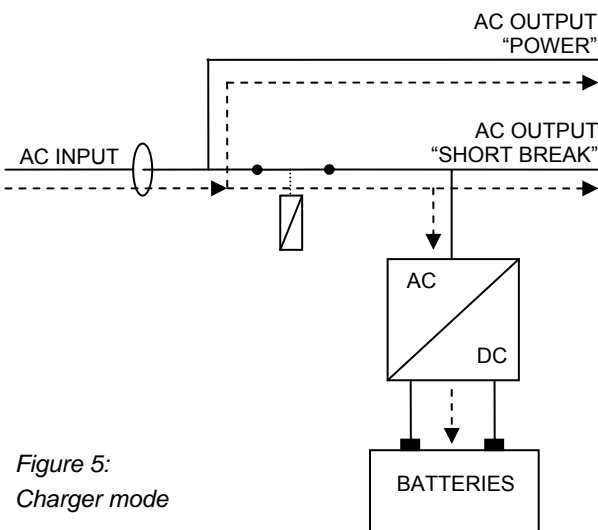 AC OUTPUT
“POWER”
AC OUTPUT
“SHORT BREAK”
AC INPUT
AC
DC
BATTERIES
Figure 5:
Charger mode